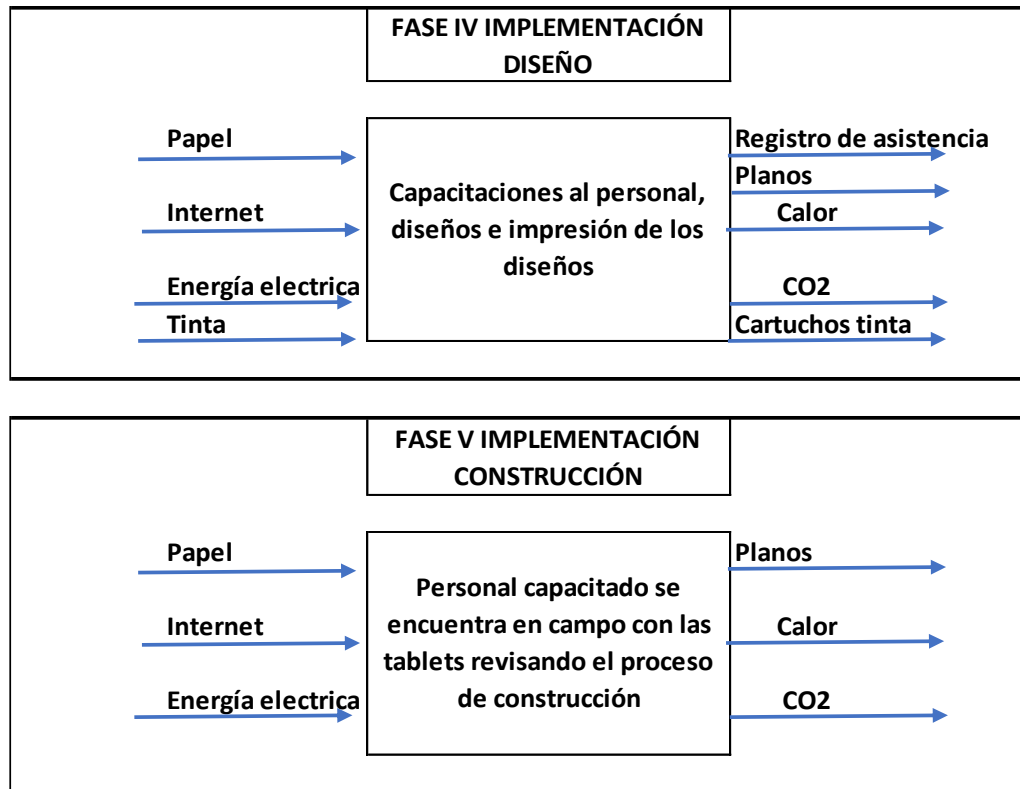 FASE IV IMPLEMENTACIÓN
DISEÑO
Papel
Internet
Energía electrica
Tinta
Capacitaciones al personal,
diseños e impresión de los
diseños
Registro de asistencia
Planos
Calor
CO2
Cartuchos tinta
FASE V IMPLEMENTACIÓN
CONSTRUCCIÓN
Papel
Internet
Energía electrica
Personal capacitado se
encuentra en campo con las
tablets revisando el proceso
de construcción
Planos
Calor
CO2